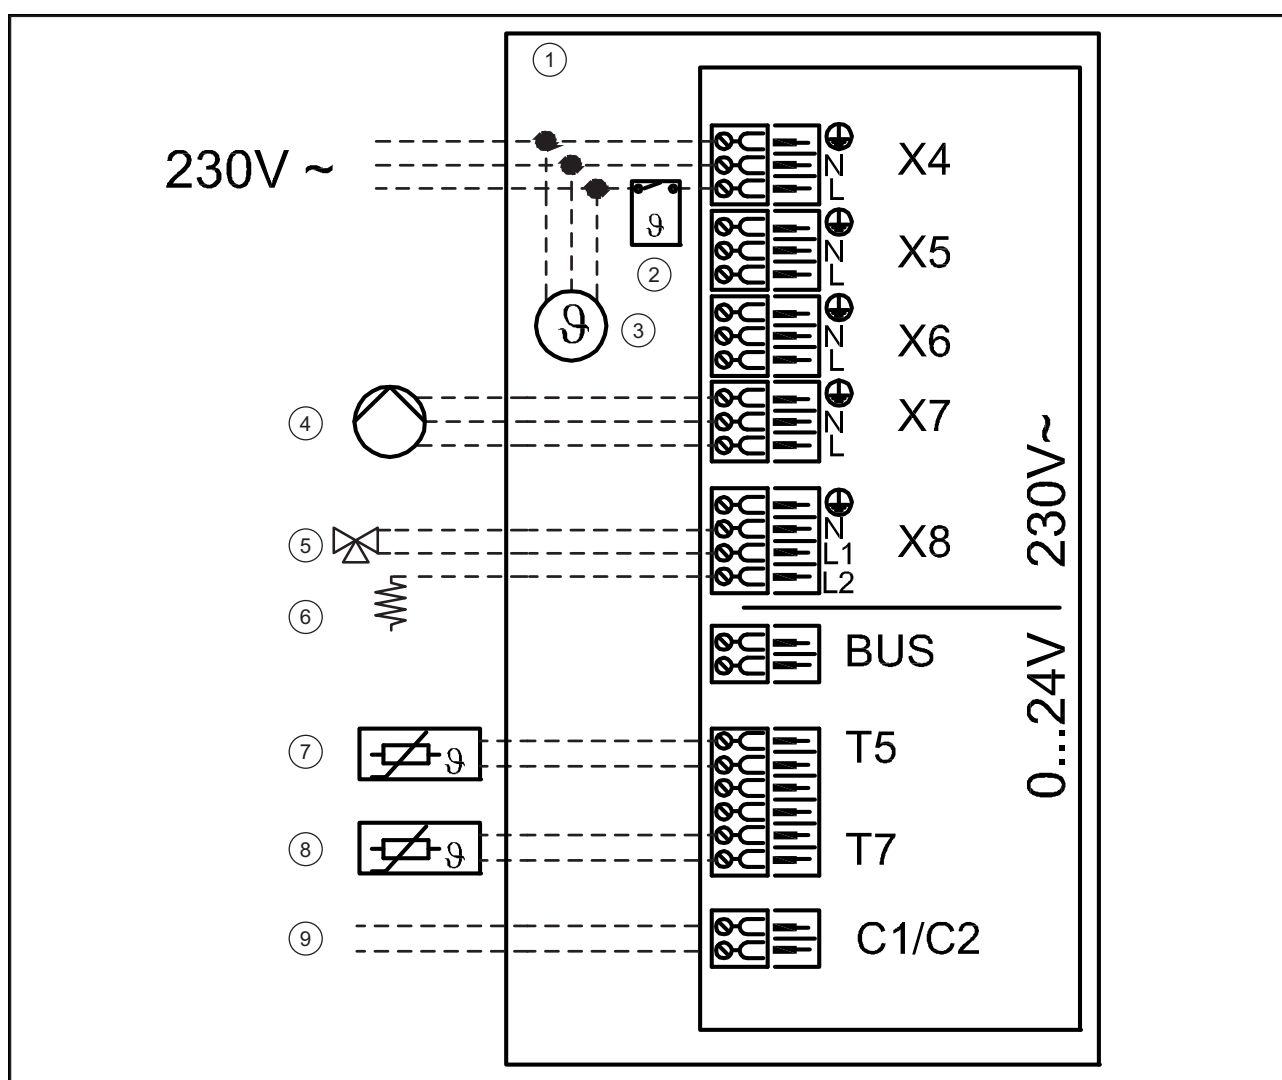 1
230V ~
N
L
X4
ϑ
2
N
L
X5
ϑ
3
N
L
X6
4
N
L
X7
230V~
5
N
L1
L2
X8
6
BUS
0...24V
7
ϑ
T5
8
ϑ
T7
9
C1/C2